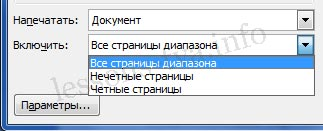 Напечатать: Документ
Включить: Все страницы диапазона
Все страницы диапазона
Нечетные страницы
Четные страницы
Параметры...